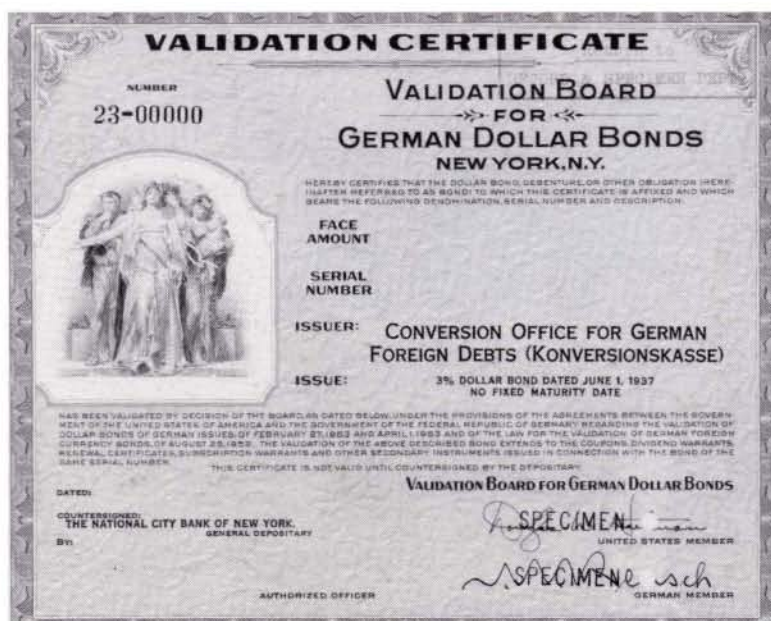 VALIDATION CERTIFICATE
NUMBER
23-00000
VALIDATION BOARD
FOR
GERMAN DOLLAR BONDS
NEW YORK, N.Y.
HEREBY CERTIFIES THAT THE DOLLAR BOND, DEBENTURE, OR OTHER OBLIGATION (HERE-
INAFTER REFERRED TO AS BOND) TO WHICH THIS CERTIFICATE IS AFFIXED AND WHICH
BEARS THE FOLLOWING DENOMINATION, SERIAL NUMBER AND DESCRIPTION:
FACE
AMOUNT
SERIAL
NUMBER
ISSUER: CONVERSION OFFICE FOR GERMAN
FOREIGN DEBTS (KONVERSIONSKASSE)
ISSUE: 3% DOLLAR BOND DATED JUNE 1, 1937
NO FIXED MATURITY DATE
HAS BEEN VALIDATED BY DECISION OF THE BOARD, AS DATED BELOW, UNDER THE PROVISIONS OF THE AGREEMENTS BETWEEN THE GOVERN-
MENT OF THE UNITED STATES OF AMERICA AND THE GOVERNMENT OF THE FEDERAL REPUBLIC OF GERMANY REGARDING THE VALIDATION OF
DOLLAR BONDS OF GERMAN ISSUES, OF FEBRUARY 27, 1953 AND APRIL 1, 1953 AND OF THE LAW FOR THE VALIDATION OF GERMAN FOREIGN
CURRENCY BONDS, OF AUGUST 25, 1952. THE VALIDATION OF THE ABOVE DESCRIBED BOND EXTENDS TO THE COUPONS, DIVIDEND WARRANTS,
RENEWAL CERTIFICATES, SUBSCRIPTION WARRANTS AND OTHER SECONDARY INSTRUMENTS ISSUED IN CONNECTION WITH THE BOND OF THE
SAME SERIAL NUMBER.
THIS CERTIFICATE IS NOT VALID UNTIL COUNTERSIGNED BY THE DEPOSITARY.
VALIDATION BOARD FOR GERMAN DOLLAR BONDS
DATED:
COUNTERSIGNED:
THE NATIONAL CITY BANK OF NEW YORK.
GENERAL DEPOSITARY
BY:
SPECIMEN
UNITED STATES MEMBER
SPECIMEN
AUTHORIZED OFFICER
GERMAN MEMBER